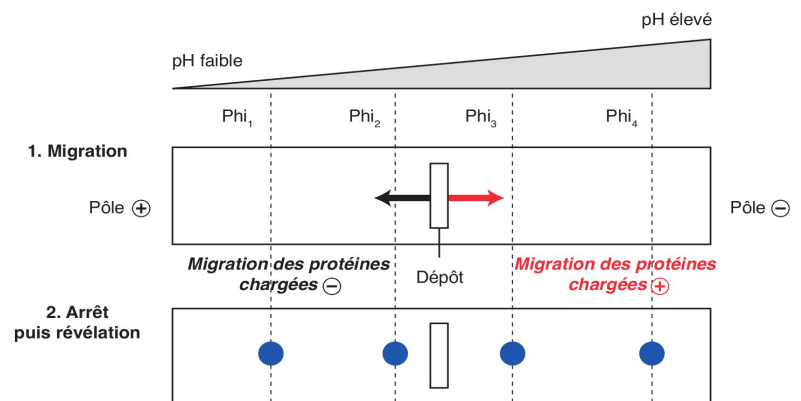 pH élevé
pH faible
Phi₁ Phi₂ Phi₃ Phi₄
1. Migration
Pôle ⊕
Pôle ⊖
Migration des protéines
chargées ⊖
Dépôt
Migration des protéines
chargées ⊕
2. Arrêt
puis révélation